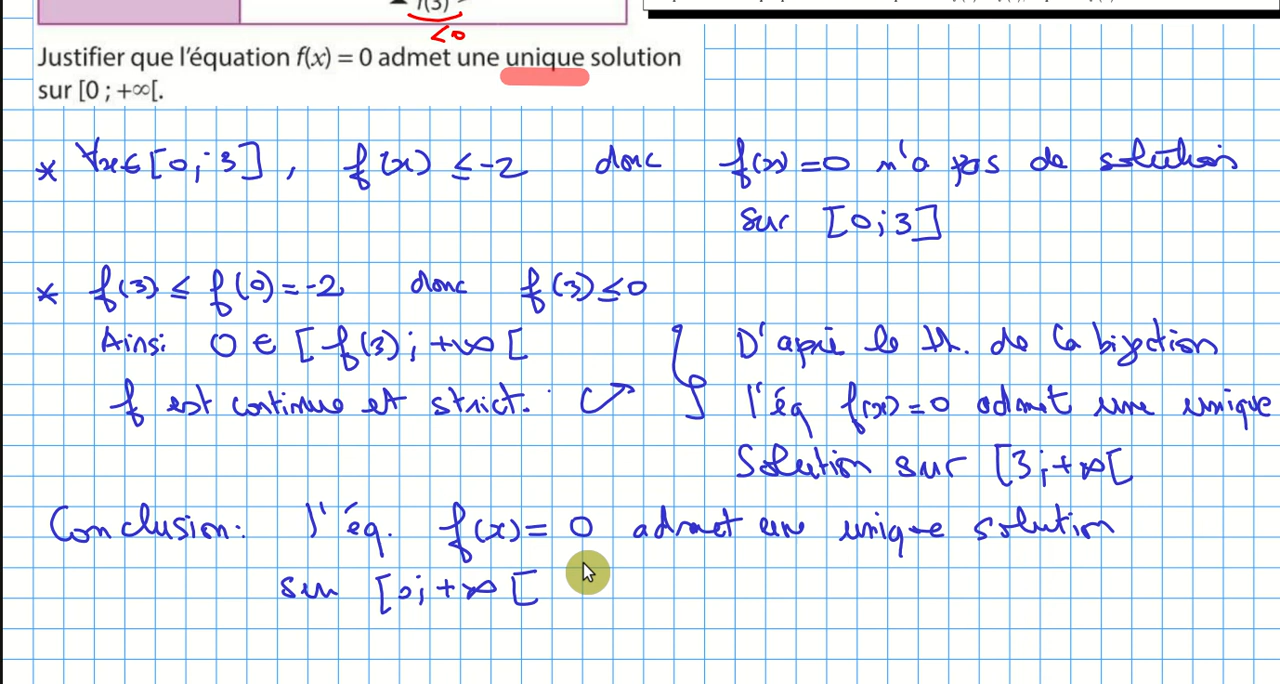 f(3)
<0
Justifier que l'équation f(x) = 0 admet une unique solution
sur [0 ; +∞[.
* ∀x∈[0;3], f(x) ≤ -2 donc f(x)=0 n'a pas de solutions
sur [0;3]
* f(3) ≤ f(0) = -2 donc f(3) ≤ 0
Ainsi 0 ∈ [f(3); +∞[
f est continue et strict. ↗
D'après le th. de la bijection
l'éq f(x)=0 admet une unique
solution sur [3;+∞[
Conclusion: l'éq. f(x)= 0 admet une unique solution
sur [0;+∞[